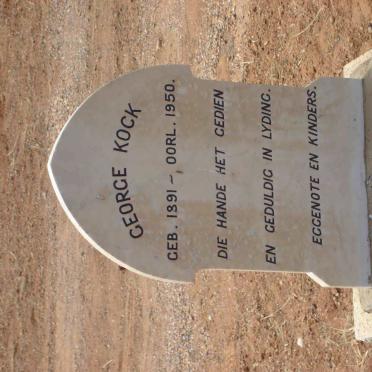 GEORGE KOCK
GEB. 1891 –, OORL. 1950.
DIE HANDE HET GEDIEN
EN GEDULDIG IN LYDING.
EGGENOTE EN KINDERS.